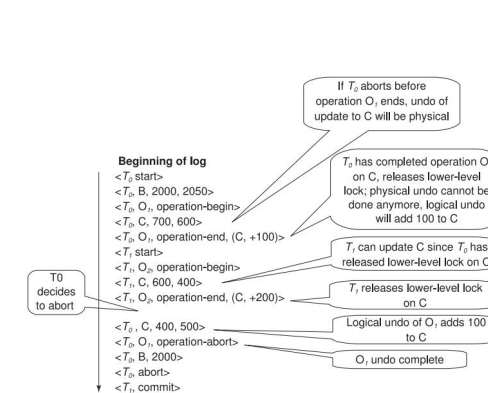 If T0 aborts before
operation O1 ends, undo of
update to C will be physical
Beginning of log
<T0 start>
<T0, B, 2000, 2050>
<T0, O1, operation-begin>
<T0, C, 700, 600>
<T0, O1, operation-end, (C, +100)>
<T1 start>
<T1, O2, operation-begin>
<T1, C, 600, 400>
<T1, O2, operation-end, (C, +200)>
<T0 , C, 400, 500>
<T0, O1, operation-abort>
<T0, B, 2000>
<T0, abort>
<T1, commit>
T0 has completed operation O
on C, releases lower-level
lock; physical undo cannot be
done anymore, logical undo
will add 100 to C
T1 can update C since T0 has
released lower-level lock on C
T1 releases lower-level lock
on C
T0
decides
to abort
Logical undo of O1 adds 100
to C
O1 undo complete